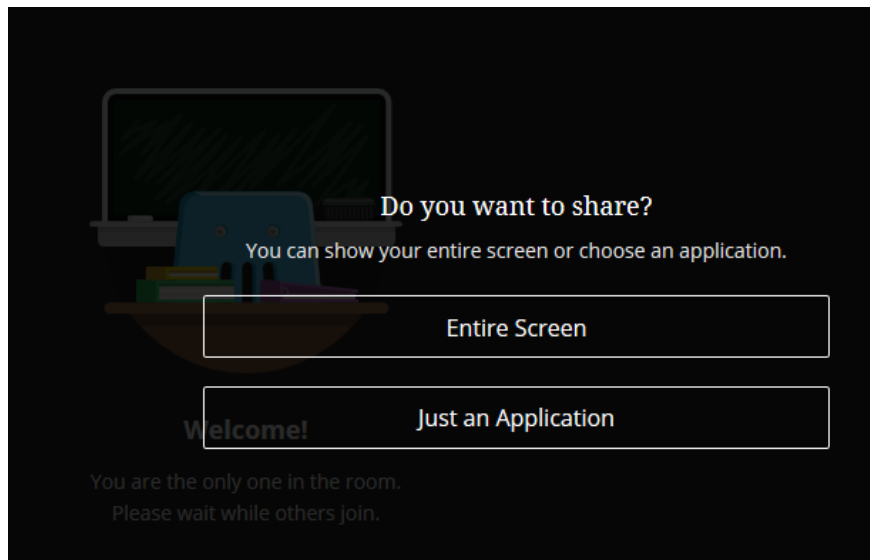 Do you want to share?
You can show your entire screen or choose an application.
Entire Screen
Just an Application
Welcome!
You are the only one in the room.
Please wait while others join.